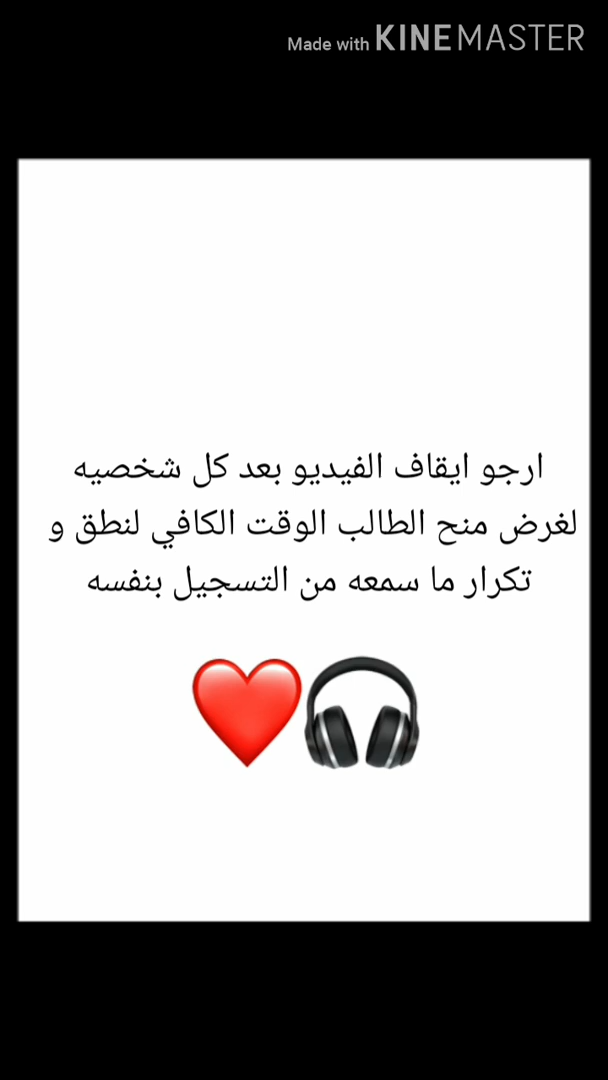 Made with KINEMASTER
ارجو ايقاف الفيديو بعد كل شخصيه
لغرض منح الطالب الوقت الكافي لنطق و
تكرار ما سمعه من التسجيل بنفسه